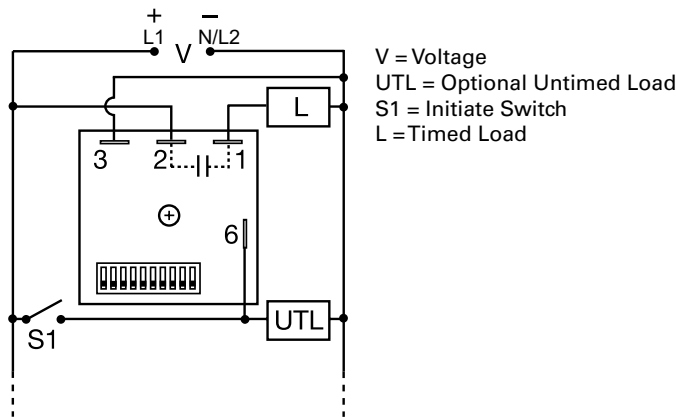 + −
L1 V N/L2
V = Voltage
UTL = Optional Untimed Load
S1 = Initiate Switch
L = Timed Load
L
3 2 1
6
UTL
S1